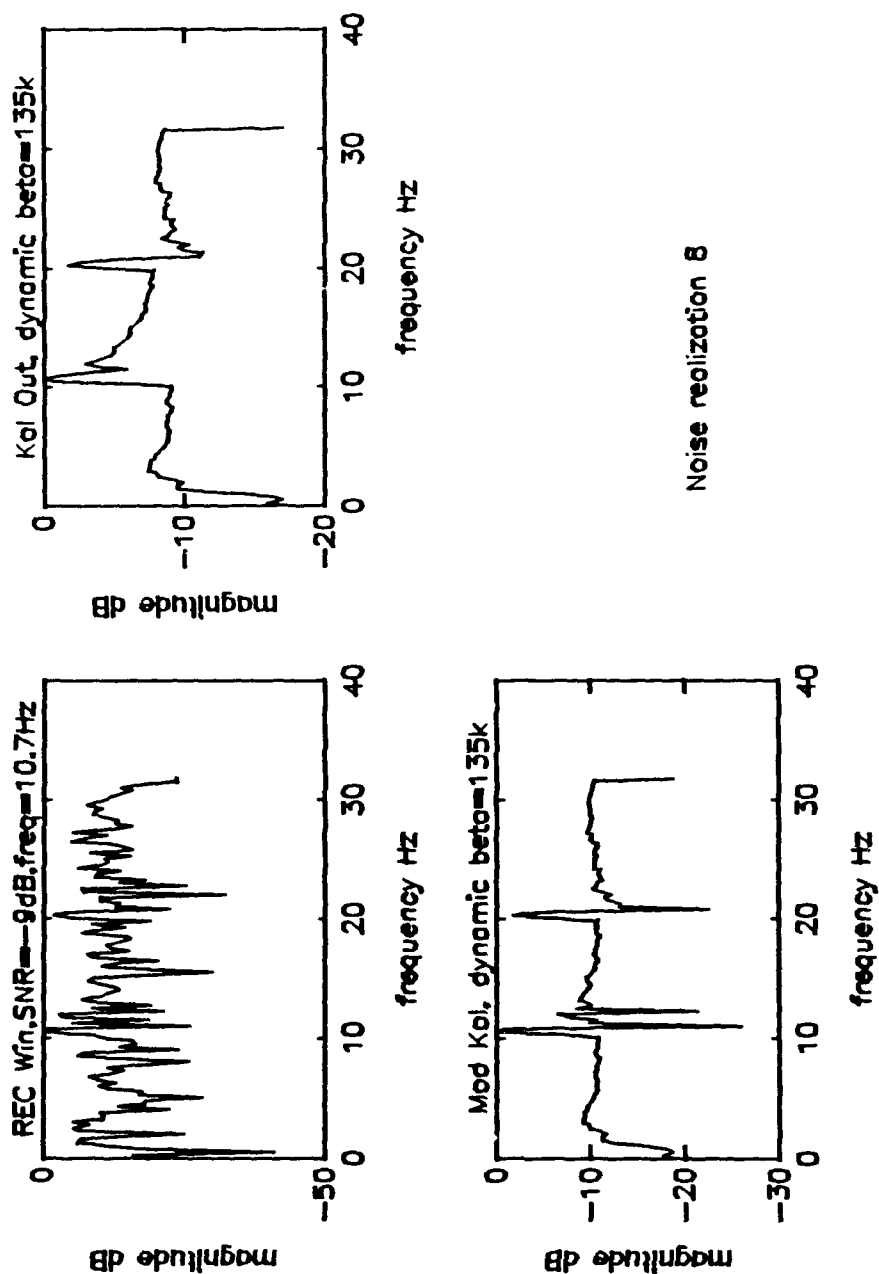 REC Win,SNR=-9dB,freq=10.7Hz
0
-50
magnitude dB
0 10 20 30 40
frequency Hz
Kal Out, dynamic beta=135k
0
-10
-20
magnitude dB
0 10 20 30 40
frequency Hz
Mod Kal, dynamic beta=135k
0
-10
-20
-30
magnitude dB
0 10 20 30 40
frequency Hz
Noise realization B